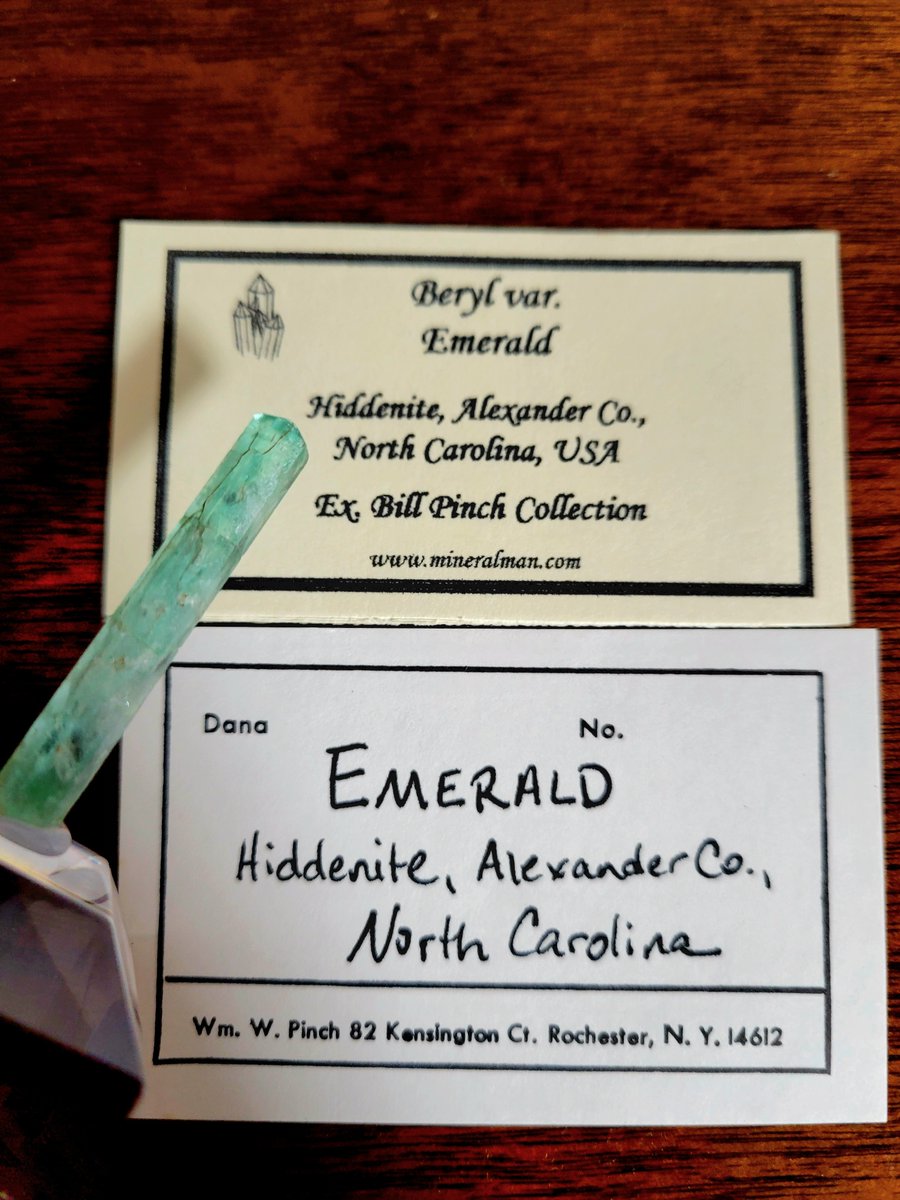 Beryl var.
Emerald
Hiddenite, Alexander Co.,
North Carolina, USA
Ex. Bill Pinch Collection
www.mineralman.com
Dana No.
EMERALD
Hiddenite, Alexander Co.,
North Carolina
Wm. W. Pinch 82 Kensington Ct. Rochester, N. Y. 14612